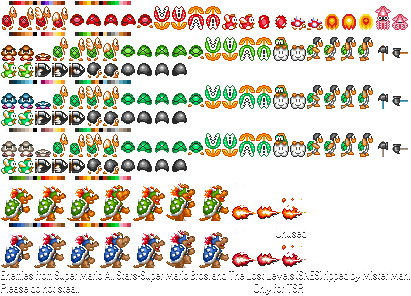 Unused
Enemies from Super Mario All Stars-Super Mario Bros. and The Lost Levels (SNES) ripped by Mister Man.
Please do not steal. Only for TSR.